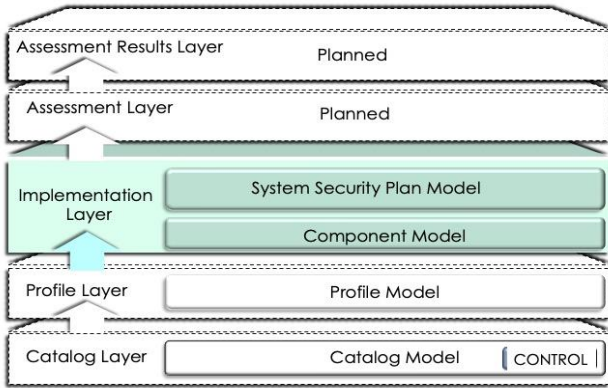 Assessment Results Layer
Planned
Assessment Layer
Planned
Implementation
Layer
System Security Plan Model
Component Model
Profile Layer
Profile Model
Catalog Layer
Catalog Model
CONTROL